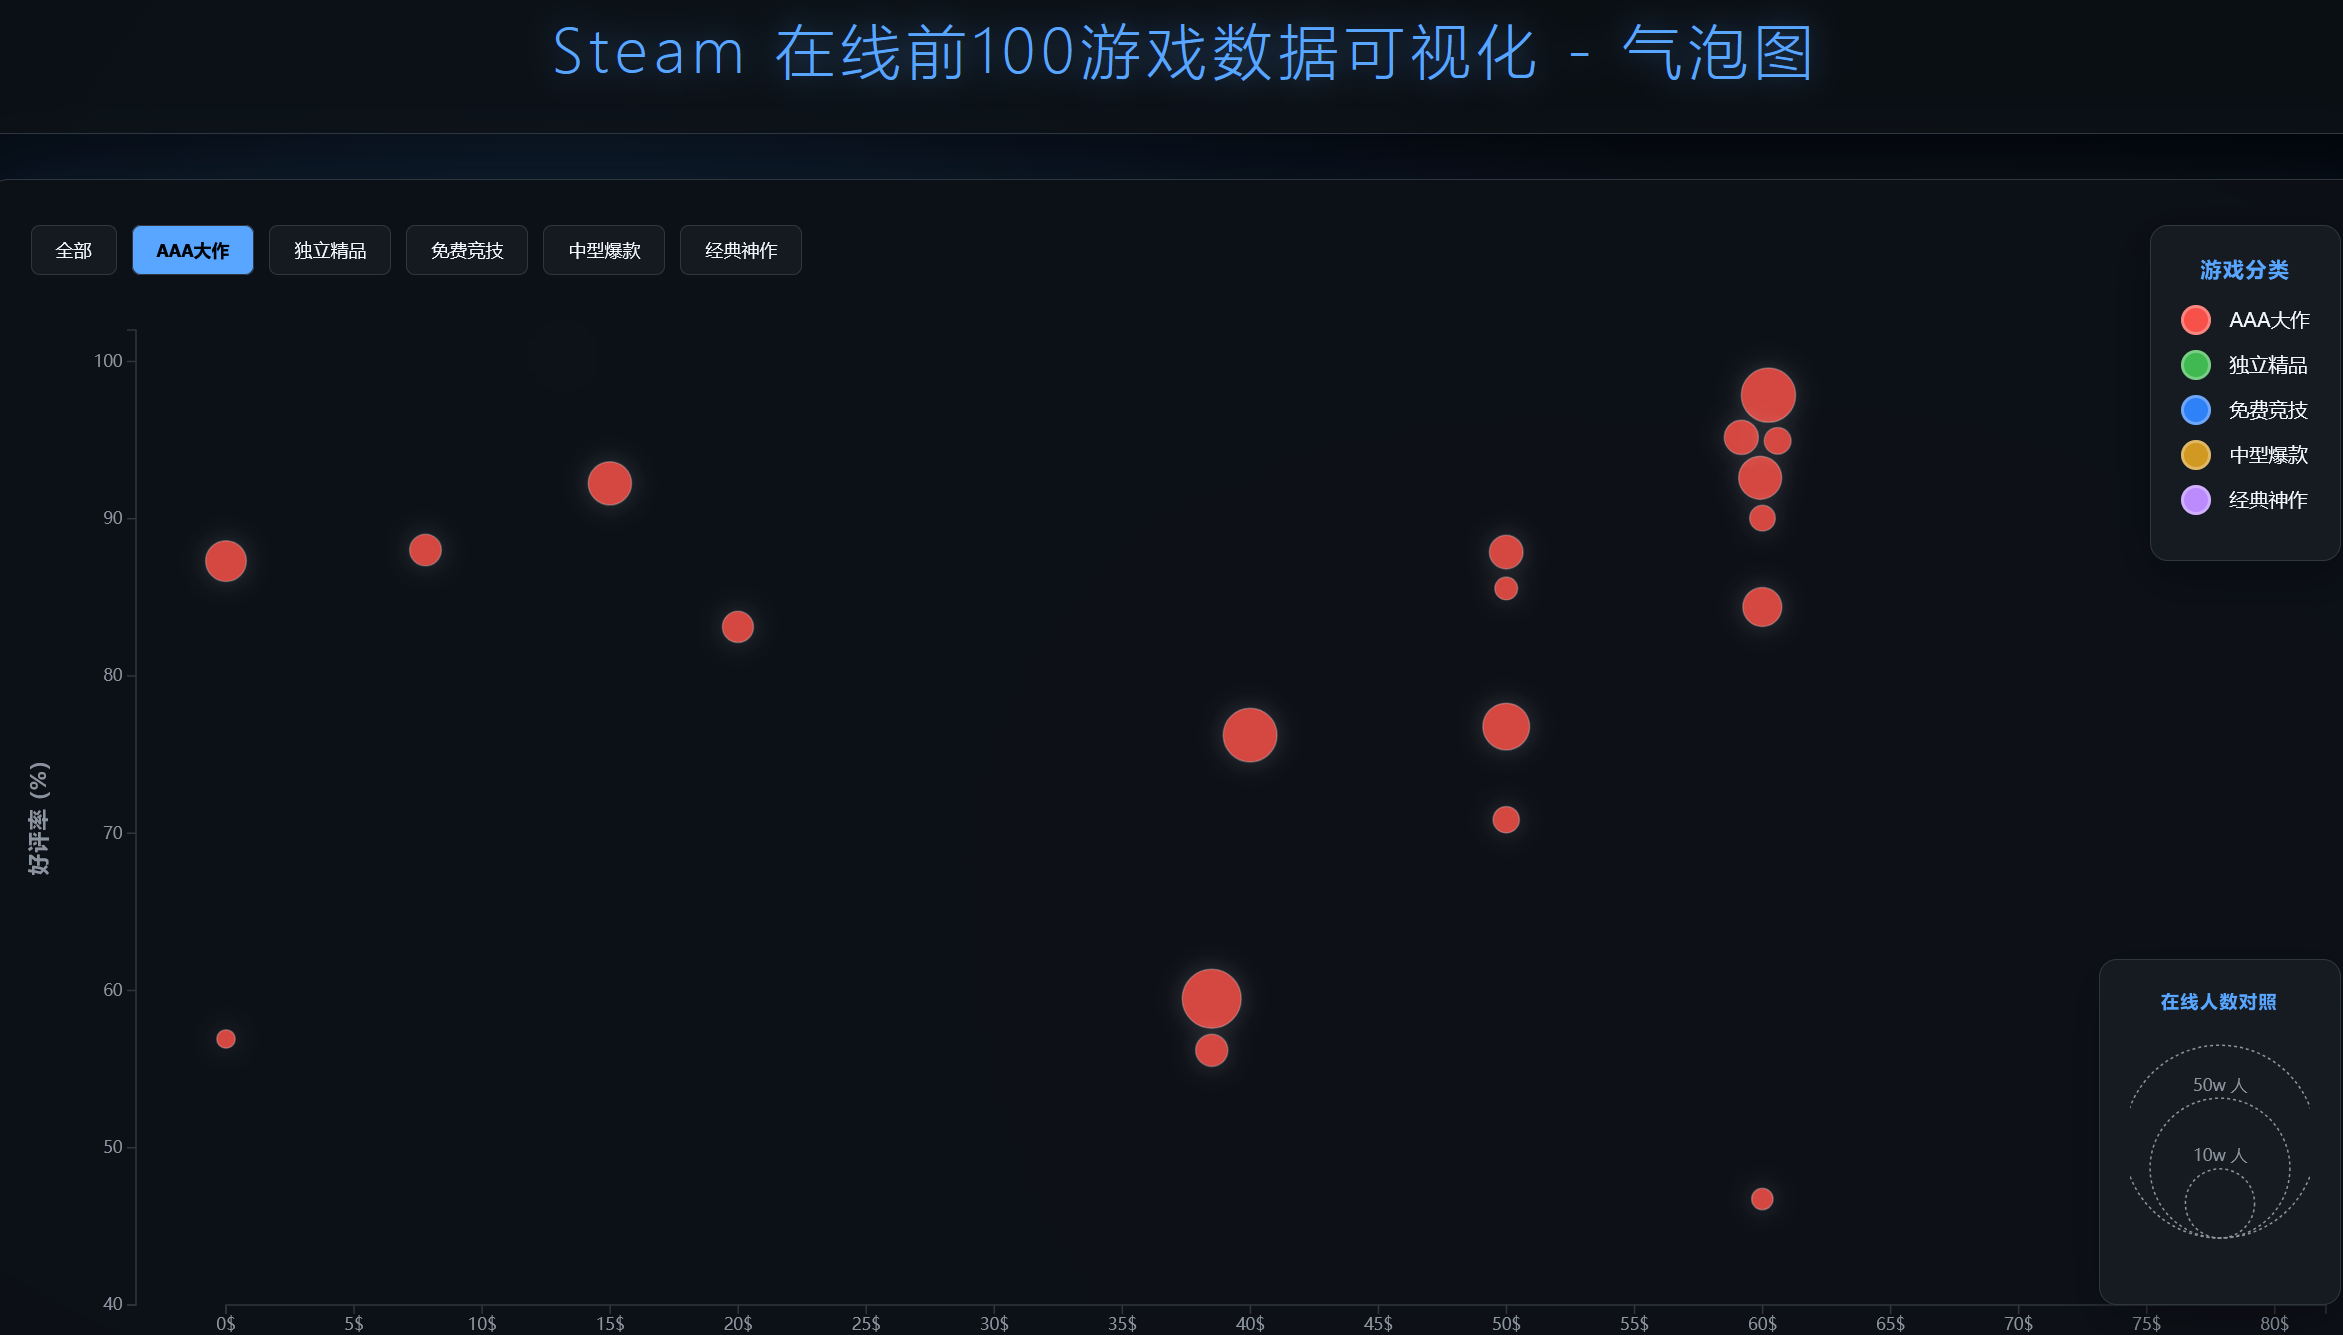 Steam 在线前100游戏数据可视化 - 气泡图
全部
AAA大作
独立精品
免费竞技
中型爆款
经典神作
游戏分类
AAA大作
独立精品
免费竞技
中型爆款
经典神作
100
90
80
70
60
50
40
好评率 (%)
在线人数对照
50w 人
10w 人
0$ 5$ 10$ 15$ 20$ 25$ 30$ 35$ 40$ 45$ 50$ 55$ 60$ 65$ 70$ 75$ 80$